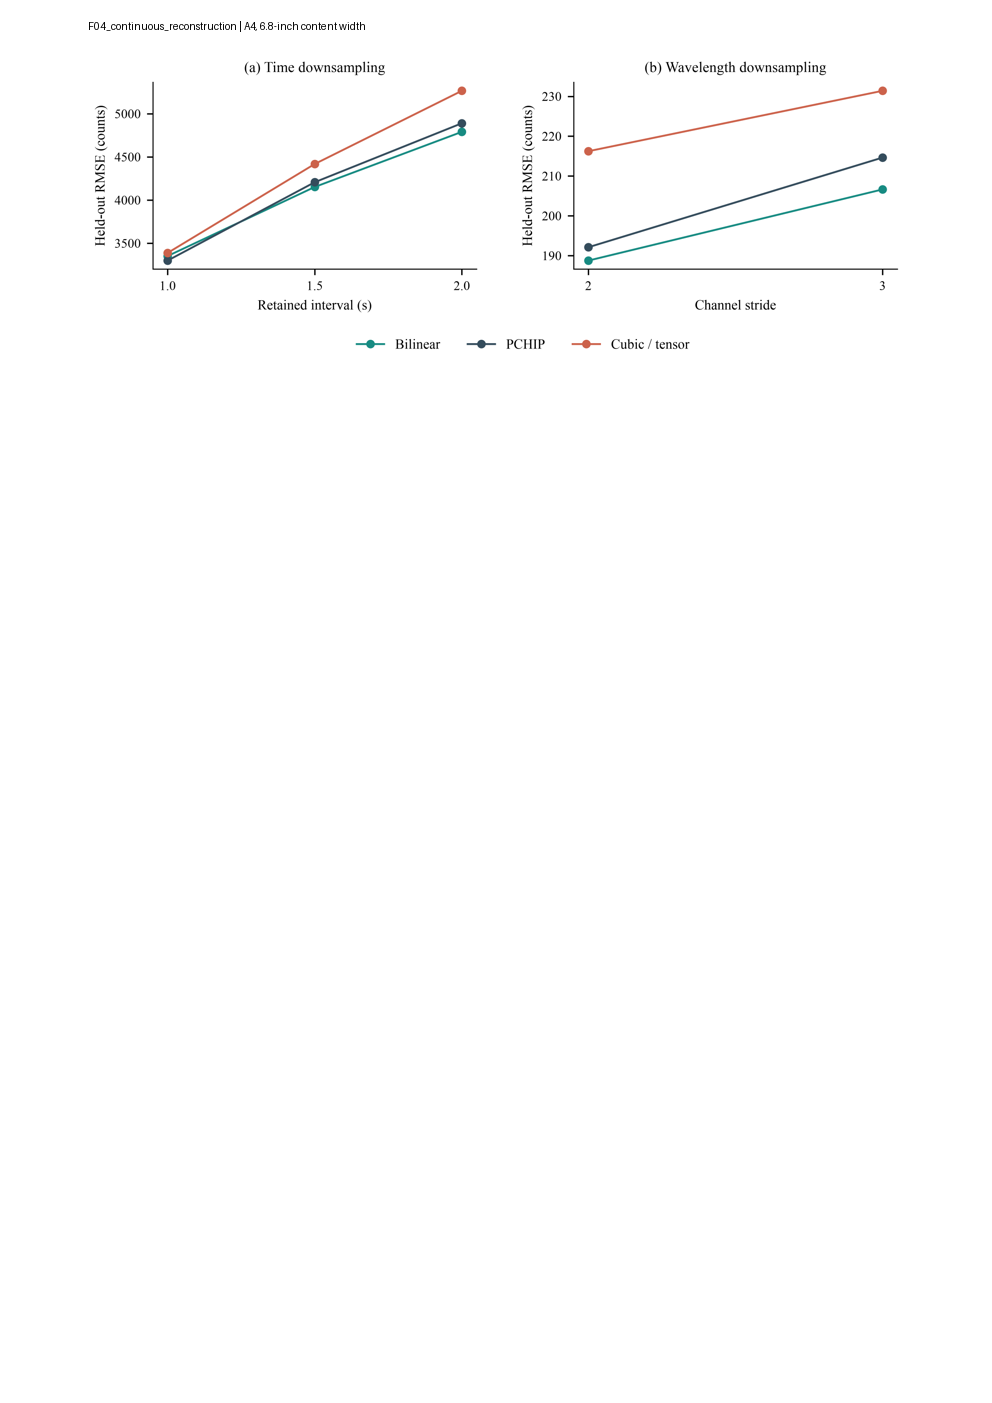 F04_continuous_reconstruction | A4, 6.8-inch content width
(a) Time downsampling
Held-out RMSE (counts)
5000
4500
4000
3500
1.0 1.5 2.0
Retained interval (s)
(b) Wavelength downsampling
Held-out RMSE (counts)
230
220
210
200
190
2 3
Channel stride
Bilinear PCHIP Cubic / tensor